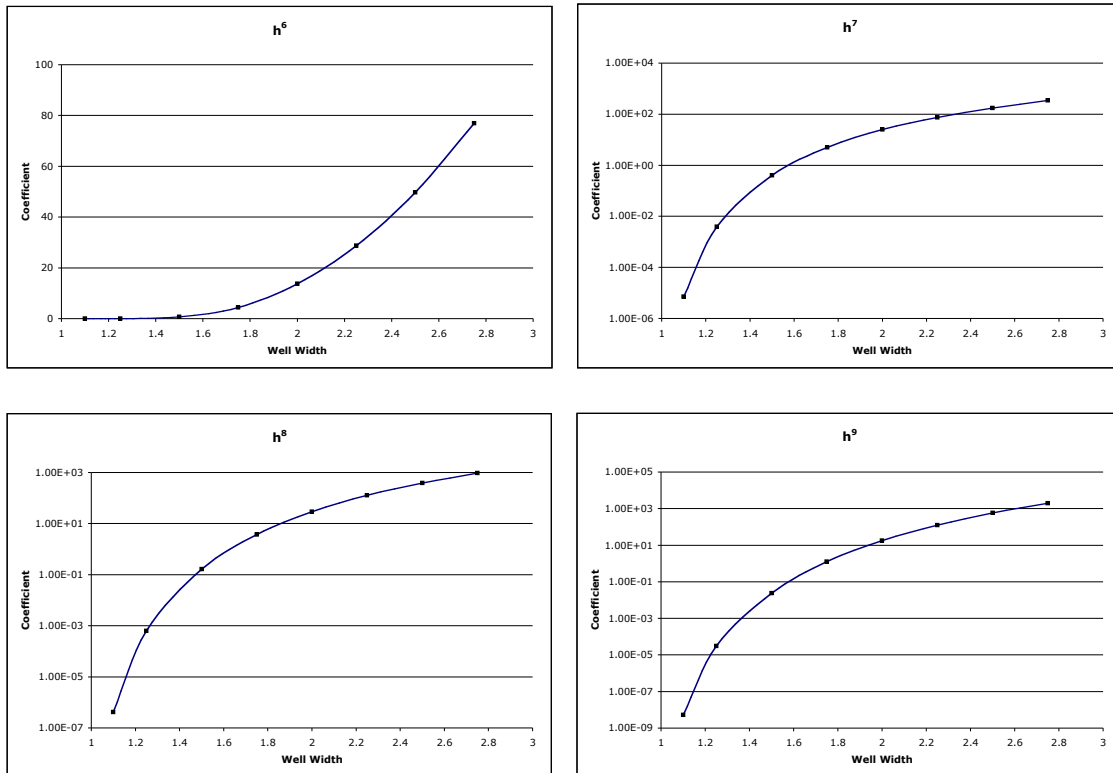 h⁶
100
80
60
40
20
0
Coefficient
1 1.2 1.4 1.6 1.8 2 2.2 2.4 2.6 2.8 3
Well Width
h⁷
1.00E+04
1.00E+02
1.00E+00
1.00E-02
1.00E-04
1.00E-06
Coefficient
1 1.2 1.4 1.6 1.8 2 2.2 2.4 2.6 2.8 3
Well Width
h⁸
1.00E+03
1.00E+01
1.00E-01
1.00E-03
1.00E-05
1.00E-07
Coefficient
1 1.2 1.4 1.6 1.8 2 2.2 2.4 2.6 2.8 3
Well Width
h⁹
1.00E+05
1.00E+03
1.00E+01
1.00E-01
1.00E-03
1.00E-05
1.00E-07
1.00E-09
Coefficient
1 1.2 1.4 1.6 1.8 2 2.2 2.4 2.6 2.8 3
Well Width